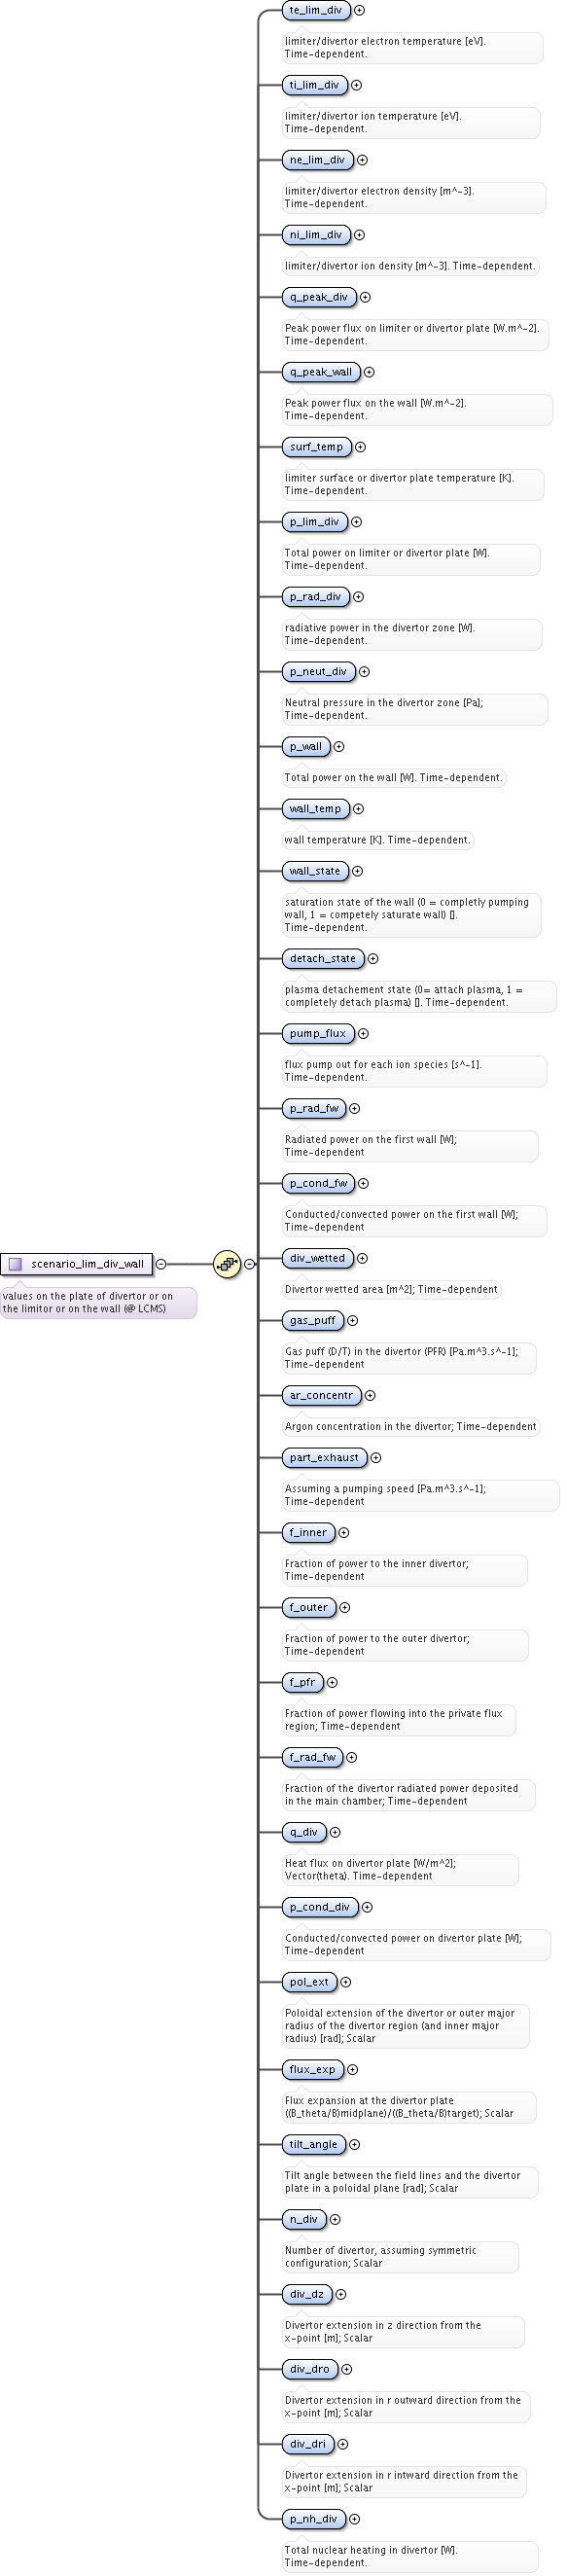 te_lim_div
limiter/divertor electron temperature [eV].
Time-dependent.
ti_lim_div
limiter/divertor ion temperature [eV].
Time-dependent.
ne_lim_div
limiter/divertor electron density [m^-3].
Time-dependent.
ni_lim_div
limiter/divertor ion density [m^-3]. Time-dependent.
q_peak_div
Peak power flux on limiter or divertor plate [W.m^-2].
Time-dependent.
q_peak_wall
Peak power flux on the wall [W.m^-2].
Time-dependent.
surf_temp
limiter surface or divertor plate temperature [K].
Time-dependent.
p_lim_div
Total power on limiter or divertor plate [W].
Time-dependent.
p_rad_div
radiative power in the divertor zone [W].
Time-dependent.
p_neut_div
Neutral pressure in the divertor zone [Pa];
Time-dependent.
p_wall
Total power on the wall [W]. Time-dependent.
wall_temp
wall temperature [K]. Time-dependent.
wall_state
saturation state of the wall (0 = completly pumping
wall, 1 = competely saturate wall) [].
Time-dependent.
detach_state
plasma detachement state (0= attach plasma, 1 =
completely detach plasma) []. Time-dependent.
pump_flux
flux pump out for each ion species [s^-1].
Time-dependent.
p_rad_fw
Radiated power on the first wall [W];
Time-dependent
p_cond_fw
Conducted/convected power on the first wall [W];
Time-dependent
scenario_lim_div_wall
values on the plate of divertor or on
the limitor or on the wall (@ LCMS)
div_wetted
Divertor wetted area [m^2]; Time-dependent
gas_puff
Gas puff (D/T) in the divertor (PFR) [Pa.m^3.s^-1];
Time-dependent
ar_concentr
Argon concentration in the divertor; Time-dependent
part_exhaust
Assuming a pumping speed [Pa.m^3.s^-1];
Time-dependent
f_inner
Fraction of power to the inner divertor;
Time-dependent
f_outer
Fraction of power to the outer divertor;
Time-dependent
f_pfr
Fraction of power flowing into the private flux
region; Time-dependent
f_rad_fw
Fraction of the divertor radiated power deposited
in the main chamber; Time-dependent
q_div
Heat flux on divertor plate [W/m^2];
Vector(theta). Time-dependent
p_cond_div
Conducted/convected power on divertor plate [W];
Time-dependent
pol_ext
Poloidal extension of the divertor or outer major
radius of the divertor region (and inner major
radius) [rad]; Scalar
flux_exp
Flux expansion at the divertor plate
((B_theta/B)midplane)/((B_theta/B)target); Scalar
tilt_angle
Tilt angle between the field lines and the divertor
plate in a poloidal plane [rad]; Scalar
n_div
Number of divertor, assuming symmetric
configuration; Scalar
div_dz
Divertor extension in z direction from the
x-point [m]; Scalar
div_dro
Divertor extension in r outward direction from the
x-point [m]; Scalar
div_dri
Divertor extension in r intward direction from the
x-point [m]; Scalar
p_nh_div
Total nuclear heating in divertor [W].
Time-dependent.